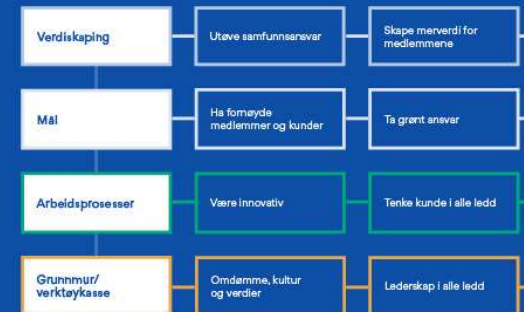 Verdiskaping
Utøve samfunnsansvar
Skape merverdi for
medlemmene
Mål
Ha fornøyde
medlemmer og kunder
Ta grønt ansvar
Arbeidsprosesser
Være innovativ
Tenke kunde i alle ledd
Grunnmur/
verktøykasse
Omdømme, kultur
og verdier
Lederskap i alle ledd